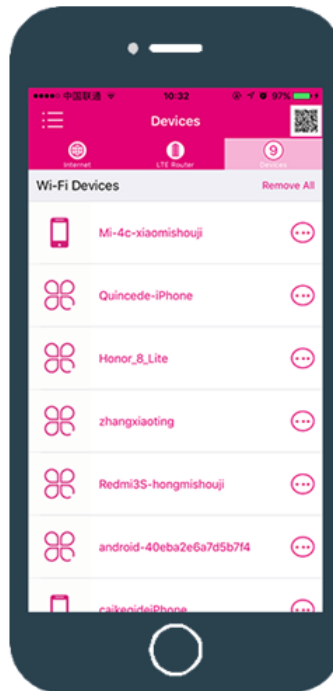 中国联通 10:32 97%
Devices
9
Internet LTE Router Devices
Wi-Fi Devices Remove All
Mi-4c-xiaomishouji
Quincede-iPhone
Honor_8_Lite
zhangxiaoting
Redmi3S-hongmishouji
android-40eba2e6a7d5b7f4
caikegideiPhone